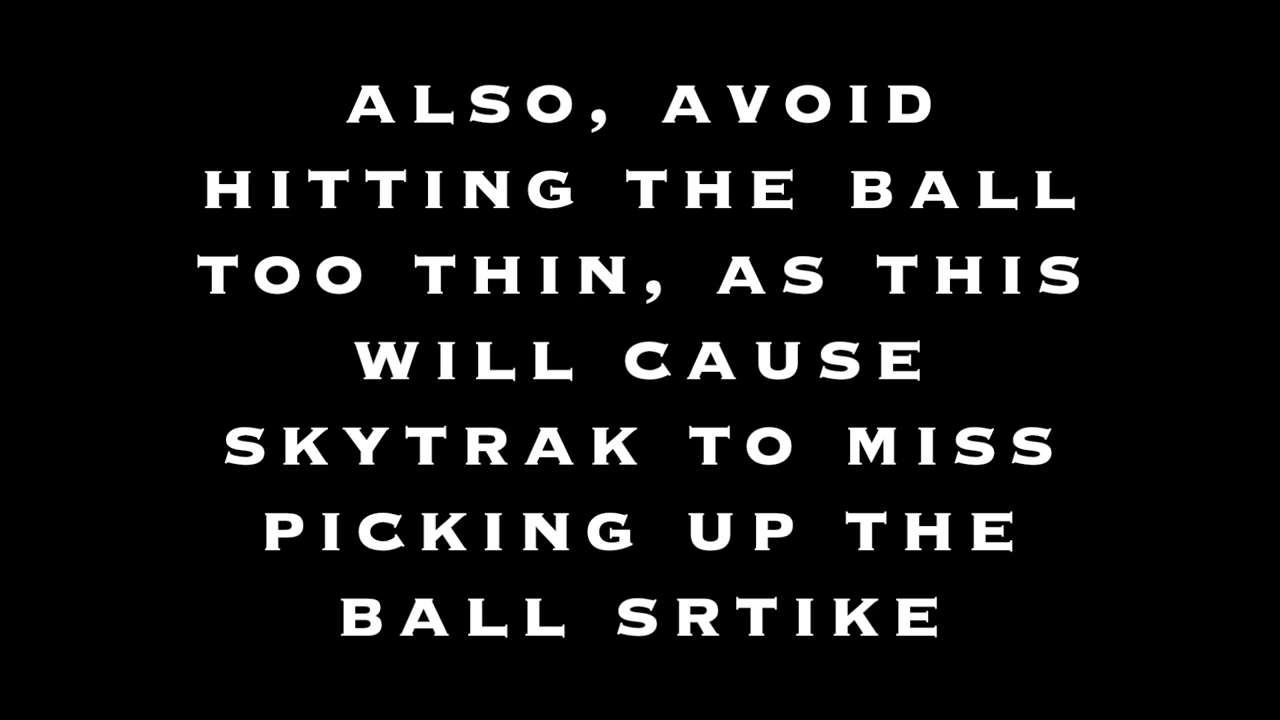 ALSO, AVOID
HITTING THE BALL
TOO THIN, AS THIS
WILL CAUSE
SKYTRAK TO MISS
PICKING UP THE
BALL SRTIKE